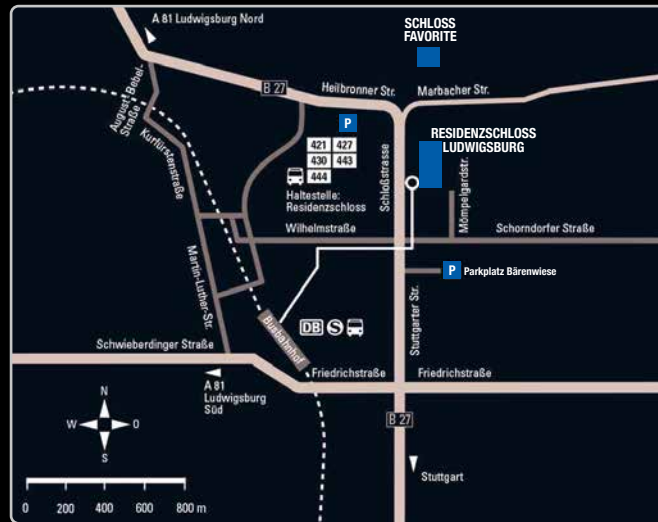 A 81 Ludwigsburg Nord
SCHLOSS
FAVORITE
B 27
Heilbronner Str.
Marbacher Str.
August-Bebel-
Straße
Kurfürstenstraße
P
421 427
430 443
444
Haltestelle:
Residenzschloss
RESIDENZSCHLOSS
LUDWIGSBURG
Schloßstrasse
Mömpelgardstr.
Wilhelmstraße
Schorndorfer Straße
Martin-Luther-Str.
P Parkplatz Bärenwiese
Stuttgarter Str.
Busbahnhof
DB S
Schwieberdinger Straße
Friedrichstraße
Friedrichstraße
A 81
Ludwigsburg
Süd
N
W O
S
B 27
Stuttgart
0 200 400 600 800 m